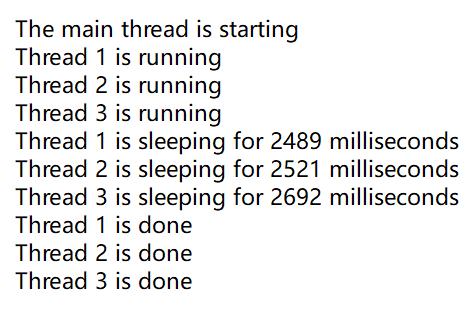 The main thread is starting
Thread 1 is running
Thread 2 is running
Thread 3 is running
Thread 1 is sleeping for 2489 milliseconds
Thread 2 is sleeping for 2521 milliseconds
Thread 3 is sleeping for 2692 milliseconds
Thread 1 is done
Thread 2 is done
Thread 3 is done